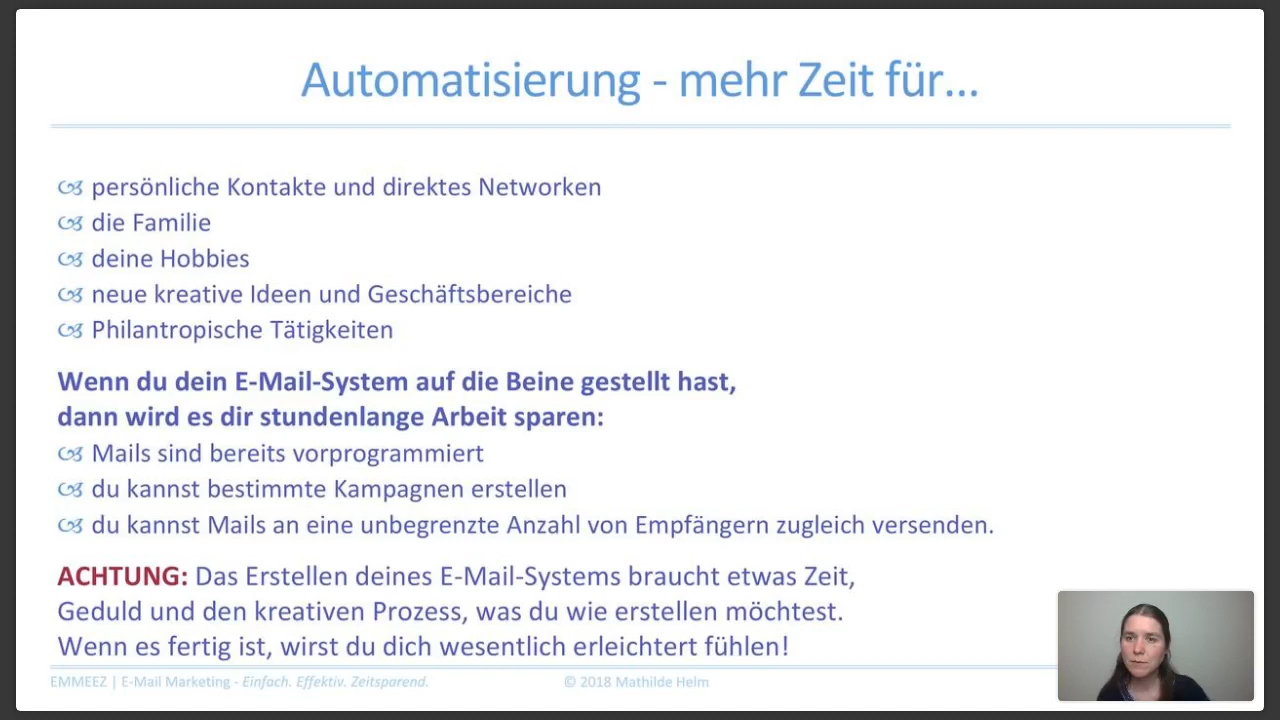 Automatisierung - mehr Zeit für...
persönliche Kontakte und direktes Networken
die Familie
deine Hobbies
neue kreative Ideen und Geschäftsbereiche
Philantropische Tätigkeiten
Wenn du dein E-Mail-System auf die Beine gestellt hast,
dann wird es dir stundenlange Arbeit sparen:
Mails sind bereits vorprogrammiert
du kannst bestimmte Kampagnen erstellen
du kannst Mails an eine unbegrenzte Anzahl von Empfängern zugleich versenden.
ACHTUNG: Das Erstellen deines E-Mail-Systems braucht etwas Zeit,
Geduld und den kreativen Prozess, was du wie erstellen möchtest.
Wenn es fertig ist, wirst du dich wesentlich erleichtert fühlen!
EMMEEZ | E-Mail Marketing - Einfach. Effektiv. Zeitsparend.
© 2018 Mathilde Helm